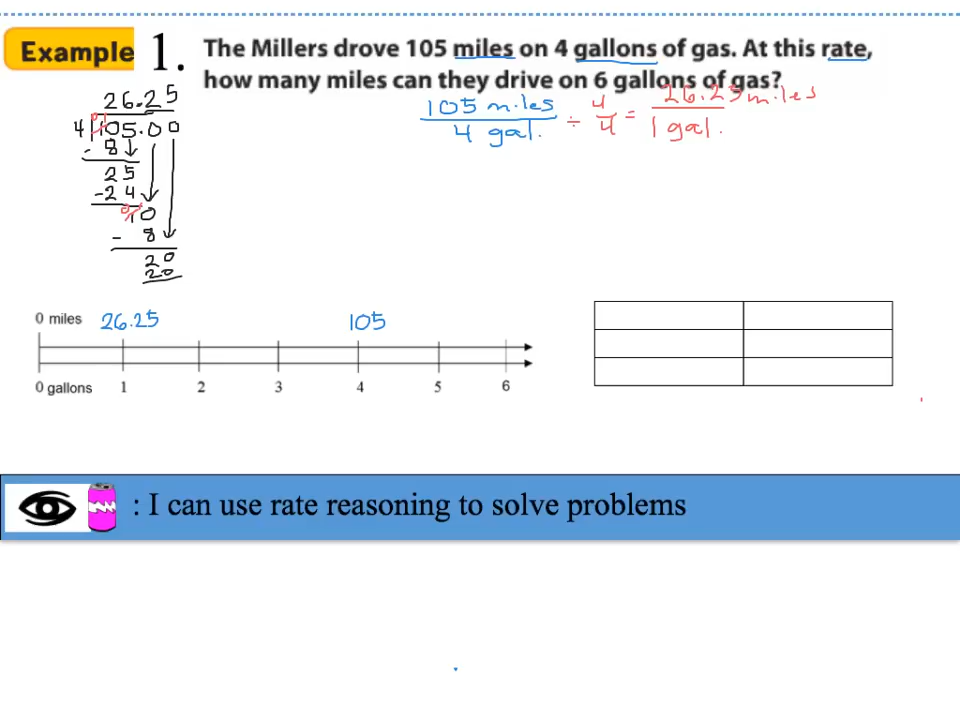 Example 1. The Millers drove 105 miles on 4 gallons of gas. At this rate,
how many miles can they drive on 6 gallons of gas?
26.25
4 105.00
- 8
25
-24
10
- 8
20
20
105 miles / 4 gal. ÷ 4/4 = 26.25 miles / 1 gal.
0 miles 26.25 105
0 gallons 1 2 3 4 5 6
: I can use rate reasoning to solve problems